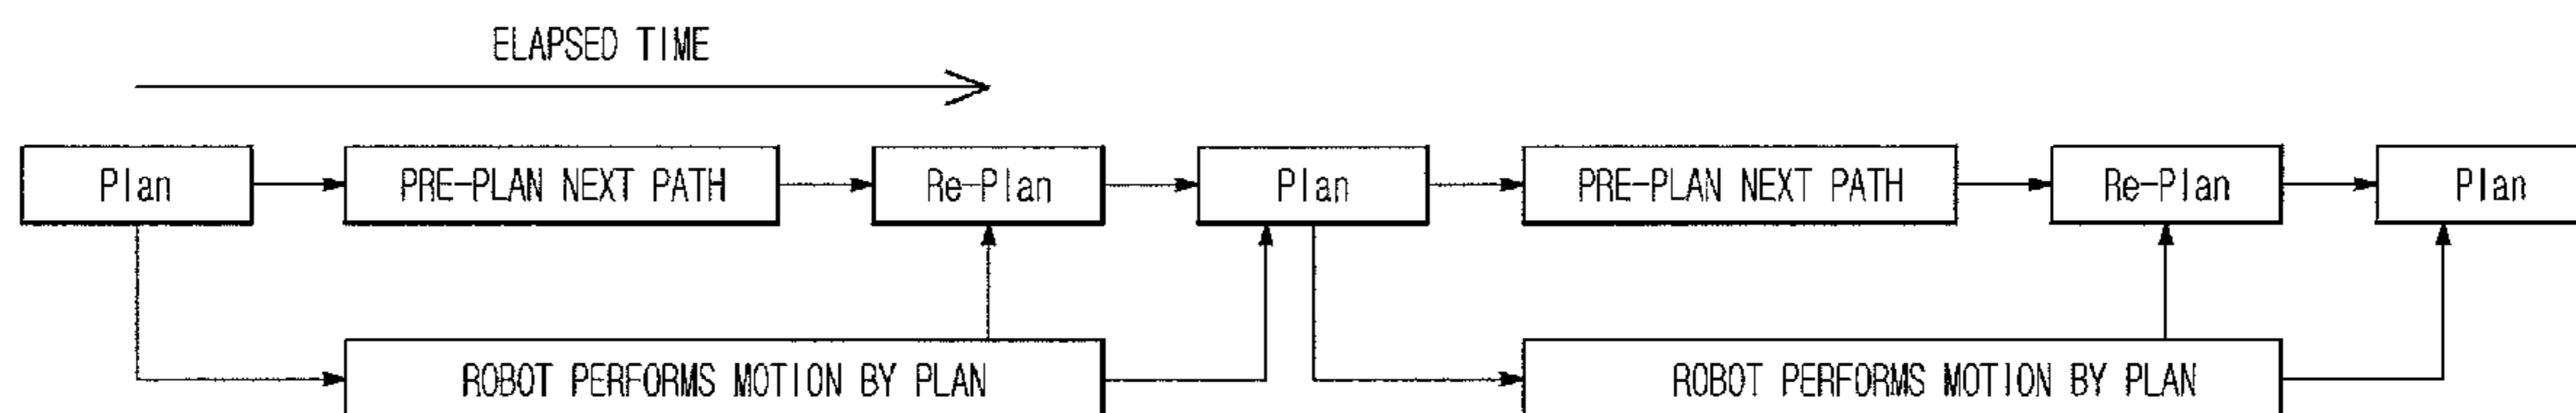 ELAPSED TIME
Plan
PRE-PLAN NEXT PATH
Re-Plan
Plan
PRE-PLAN NEXT PATH
Re-Plan
Plan
ROBOT PERFORMS MOTION BY PLAN
ROBOT PERFORMS MOTION BY PLAN